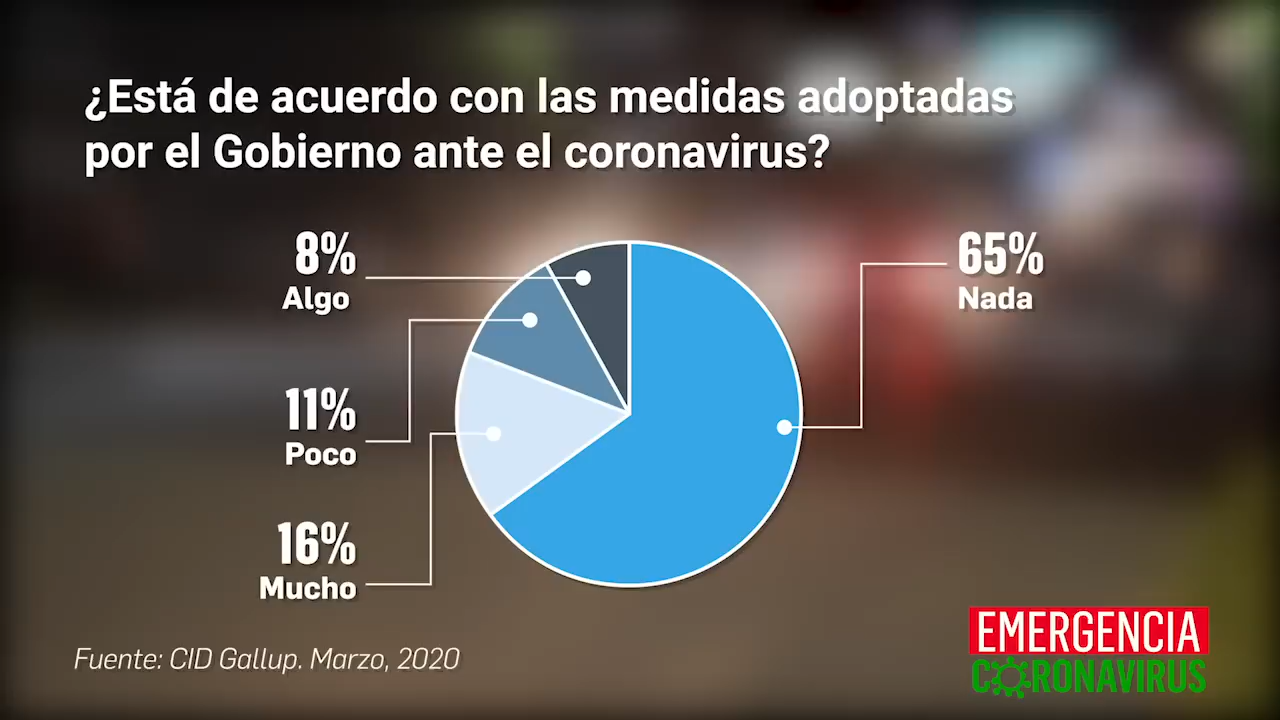 ¿Está de acuerdo con las medidas adoptadas
por el Gobierno ante el coronavirus?
8%
Algo
65%
Nada
11%
Poco
16%
Mucho
Fuente: CID Gallup. Marzo, 2020
EMERGENCIA
CORONAVIRUS